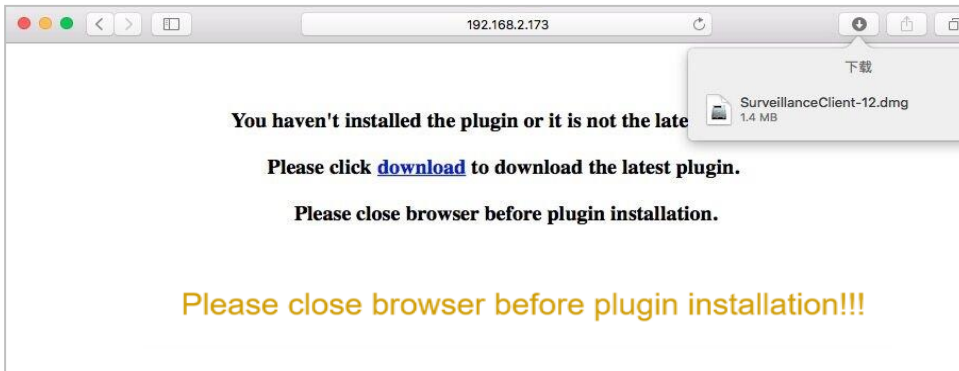 192.168.2.173
下载
SurveillanceClient-12.dmg
1.4 MB
You haven't installed the plugin or it is not the late
Please click download to download the latest plugin.
Please close browser before plugin installation.
Please close browser before plugin installation!!!